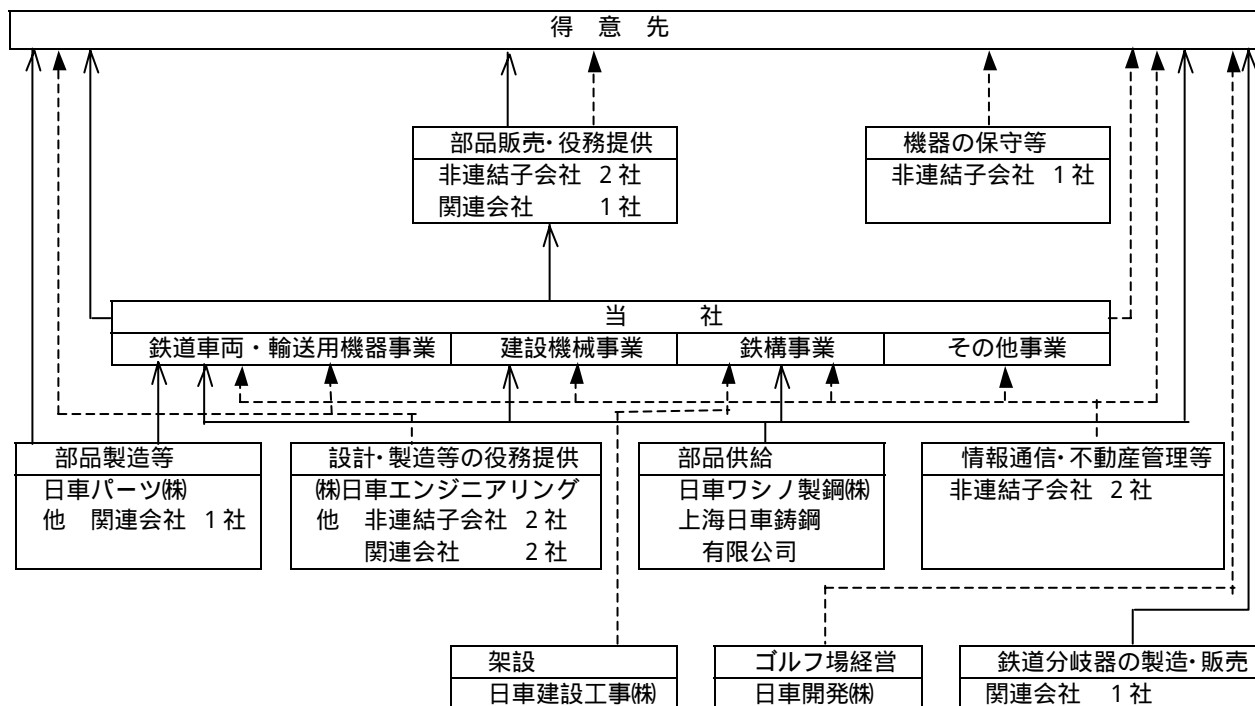 得 意 先
部品販売・役務提供
非連結子会社 2社
関連会社 1社
機器の保守等
非連結子会社 1社
当 社
鉄道車両・輸送用機器事業
建設機械事業
鉄構事業
その他事業
部品製造等
日車パーツ㈱
他 関連会社 1社
設計・製造等の役務提供
㈱日車エンジニアリング
他 非連結子会社 2社
関連会社 2社
部品供給
日車ワシノ製鋼㈱
上海日車鋳鋼
有限公司
情報通信・不動産管理等
非連結子会社 2社
架設
日車建設工事㈱
ゴルフ場経営
日車開発㈱
鉄道分岐器の製造・販売
関連会社 1社